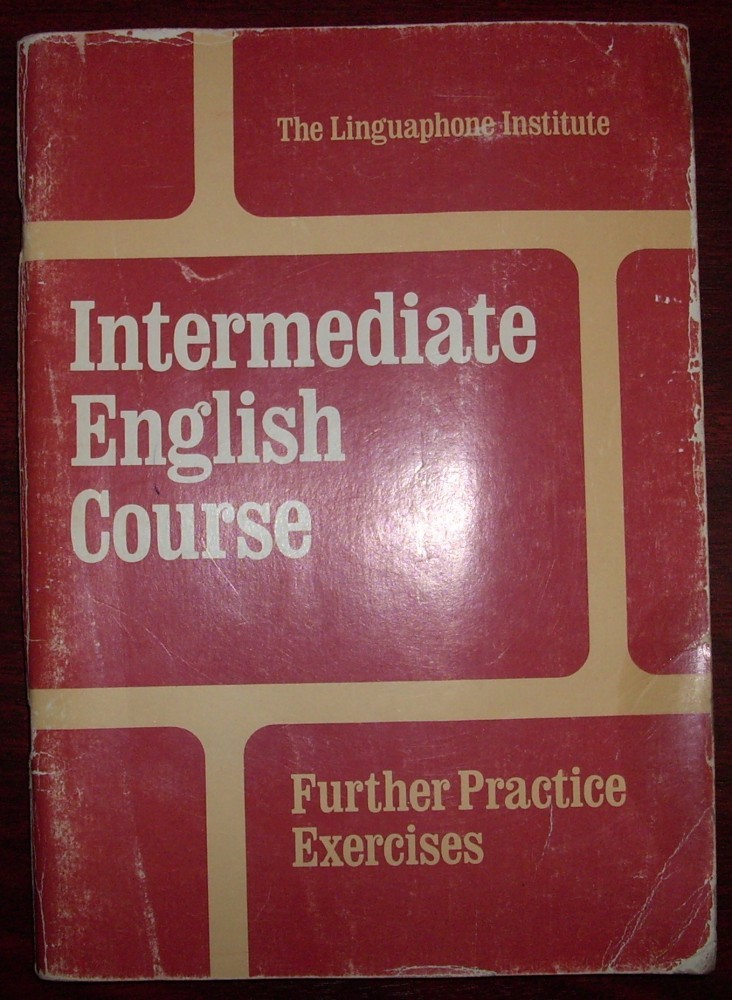 The Linguaphone Institute
Intermediate
English
Course
Further Practice
Exercises